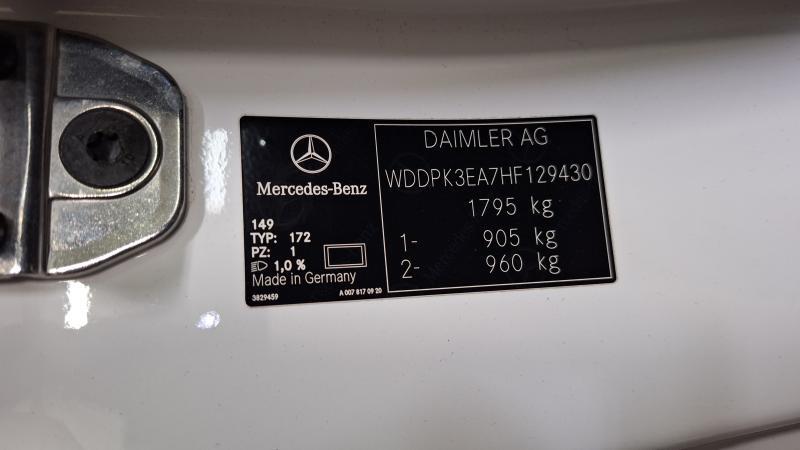 Mercedes-Benz
149
TYP: 172
PZ: 1
1,0 %
Made in Germany
3829459
A 007 817 09 20
DAIMLER AG
WDDPK3EA7HF129430
1795 kg
1- 905 kg
2- 960 kg